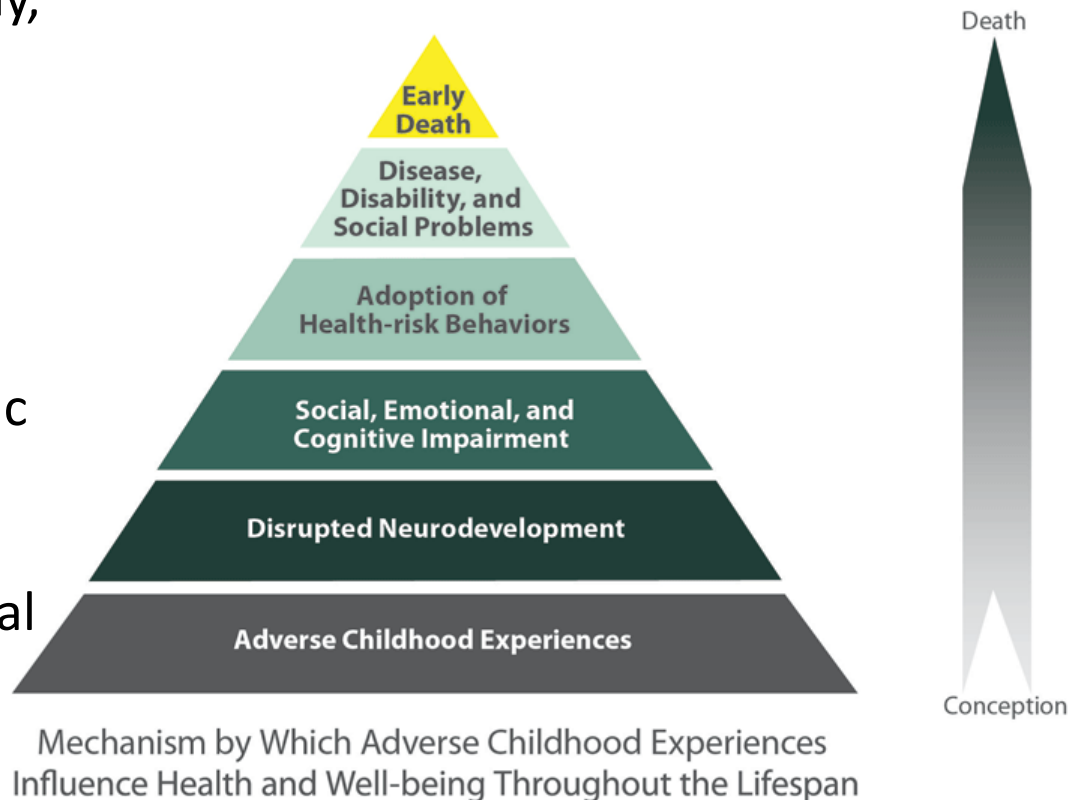 y,
Death
Early
Death
Disease,
Disability, and
Social Problems
Adoption of
Health-risk Behaviors
c
Social, Emotional, and
Cognitive Impairment
Disrupted Neurodevelopment
al
Adverse Childhood Experiences
Conception
Mechanism by Which Adverse Childhood Experiences
Influence Health and Well-being Throughout the Lifespan